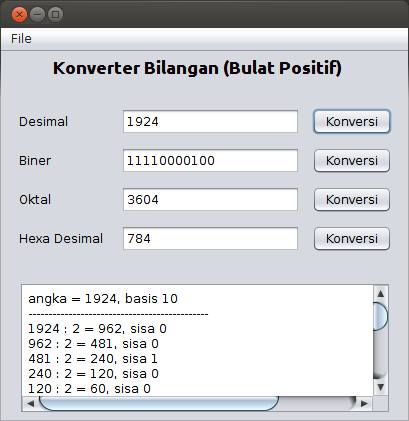 File
Konverter Bilangan (Bulat Positif)
Desimal 1924 Konversi
Biner 11110000100 Konversi
Oktal 3604 Konversi
Hexa Desimal 784 Konversi
angka = 1924, basis 10
---------------------------------------------
1924 : 2 = 962, sisa 0
962 : 2 = 481, sisa 0
481 : 2 = 240, sisa 1
240 : 2 = 120, sisa 0
120 : 2 = 60, sisa 0